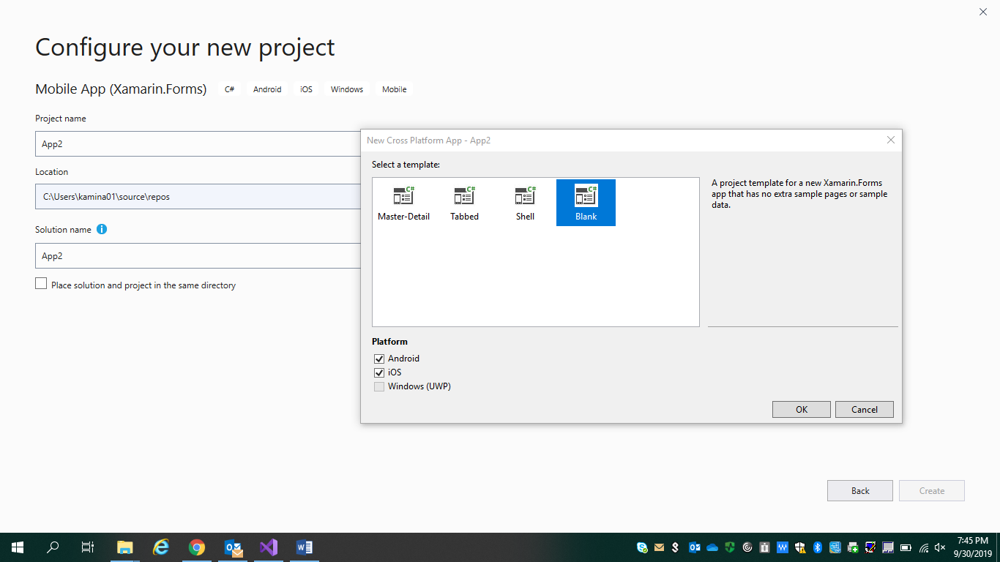 Configure your new project
Mobile App (Xamarin.Forms) C# Android iOS Windows Mobile
Project name
App2
Location
C:\Users\kamina01\source\repos
Solution name
App2
Place solution and project in the same directory
New Cross Platform App - App2
Select a template:
C# C# C# C#
Master-Detail Tabbed Shell Blank
A project template for a new Xamarin.Forms
app that has no extra sample pages or sample
data.
Platform
Android
iOS
Windows (UWP)
OK Cancel
Back Create
7:45 PM
9/30/2019